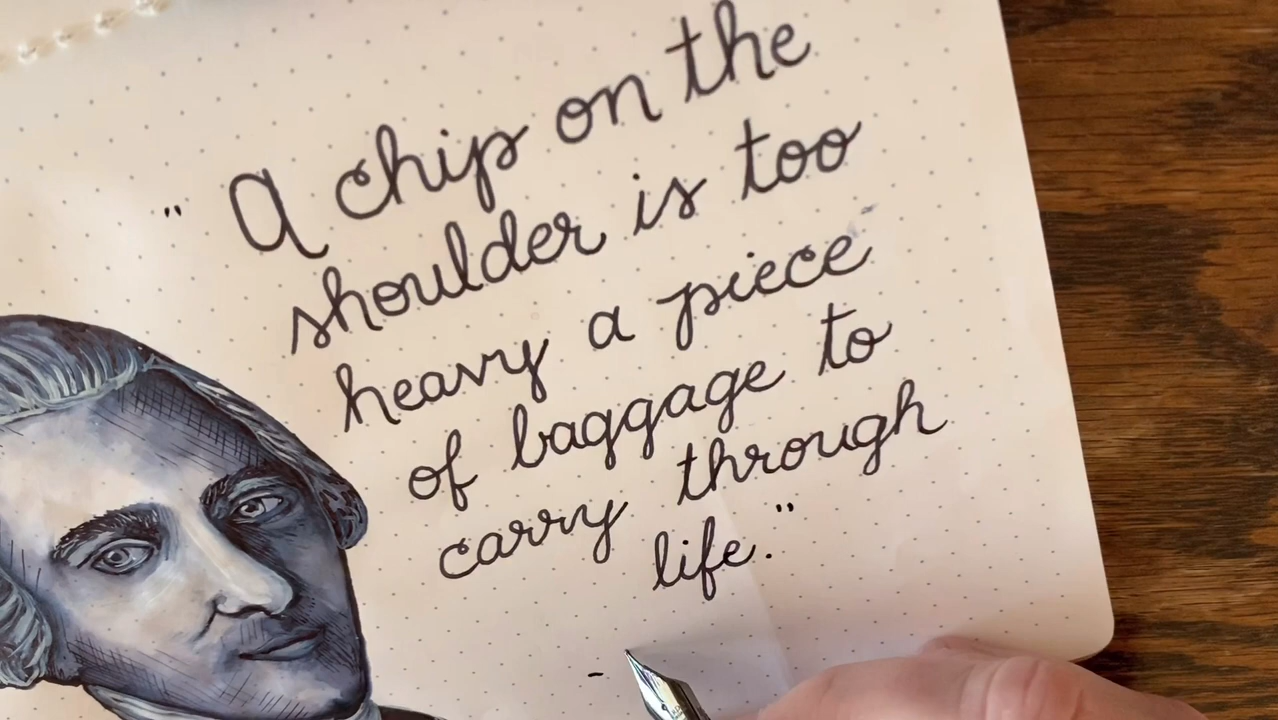 "A chip on the
shoulder is too
heavy a piece
of baggage to
carry through
life."
-